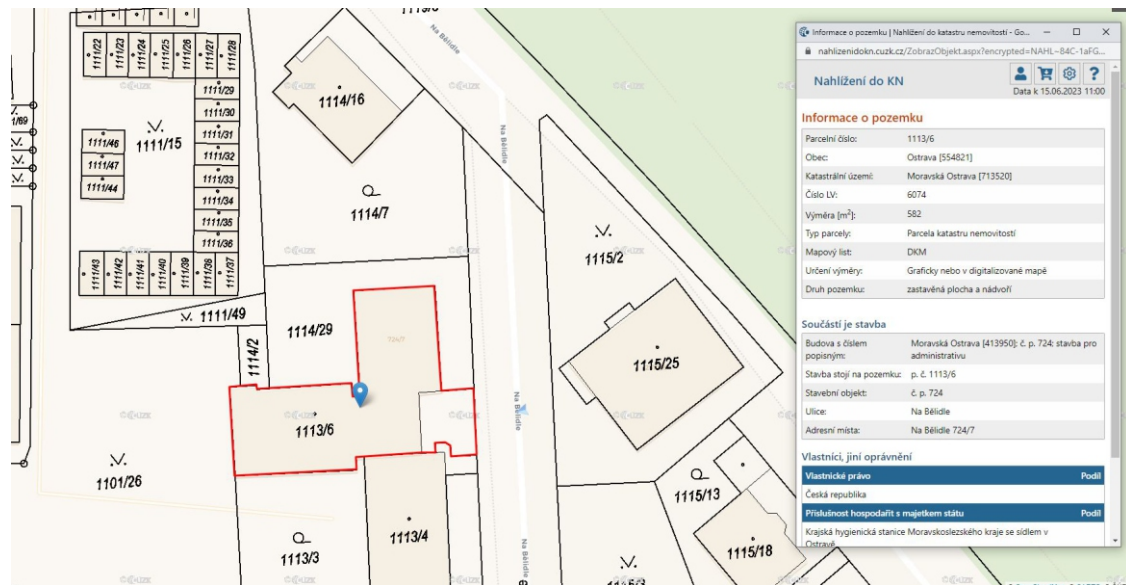 1119/6
Na Bělidle
1111/22
1111/23
1111/24
1111/25
1111/26
1111/27
1111/28
1111/29
1111/30
1111/31
1111/32
1111/33
1111/34
1111/35
1111/36
1111/46
1111/47
1111/44
1111/15
1111/43
1111/42
1111/41
1111/40
1111/39
1111/38
1111/37
1111/49
1114/16
1114/7
Na Bělidle
1115/2
1114/29
1114/2
724/7
1115/25
1113/6
Na Bělidle
1101/26
1115/13
1113/3
1113/4
1115/18
Na Bělidle
Informace o pozemku | Nahlížení do katastru nemovitostí - Go...
nahlizenidokn.cuzk.cz/ZobrazObjekt.aspx?encrypted=NAHL~84C-1aFG...
Nahlížení do KN
Data k 15.06.2023 11:00
Informace o pozemku
Parcelní číslo: 1113/6
Obec: Ostrava [554821]
Katastrální území: Moravská Ostrava [713520]
Číslo LV: 6074
Výměra [m²]: 582
Typ parcely: Parcela katastru nemovitostí
Mapový list: DKM
Určení výměry: Graficky nebo v digitalizované mapě
Druh pozemku: zastavěná plocha a nádvoří
Součástí je stavba
Budova s číslem popisným: Moravská Ostrava [413950]; č. p. 724; stavba pro administrativu
Stavba stojí na pozemku: p. č. 1113/6
Stavební objekt: č. p. 724
Ulice: Na Bělidle
Adresní místa: Na Bělidle 724/7
Vlastníci, jiní oprávnění
Vlastnické právo Podíl
Česká republika
Příslušnost hospodařit s majetkem státu Podíl
Krajská hygienická stanice Moravskoslezského kraje se sídlem v
Ostravě